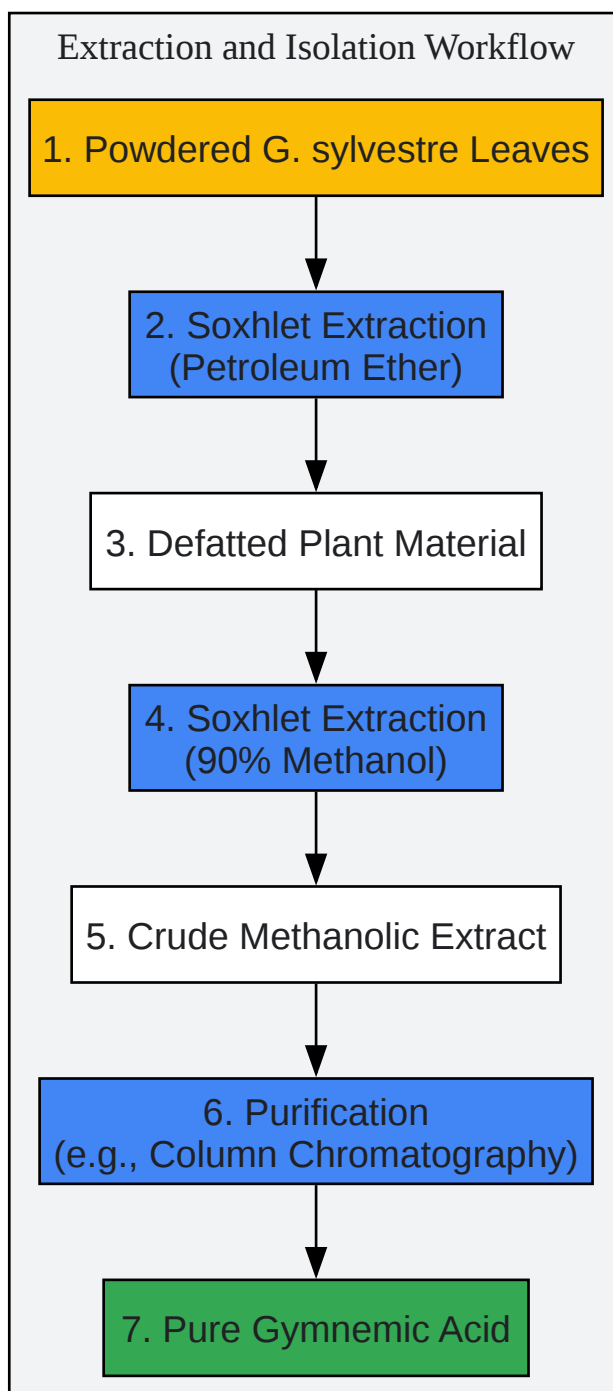 Extraction and Isolation Workflow
1. Powdered G. sylvestre Leaves
2. Soxhlet Extraction
(Petroleum Ether)
3. Defatted Plant Material
4. Soxhlet Extraction
(90% Methanol)
5. Crude Methanolic Extract
6. Purification
(e.g., Column Chromatography)
7. Pure Gymnemic Acid